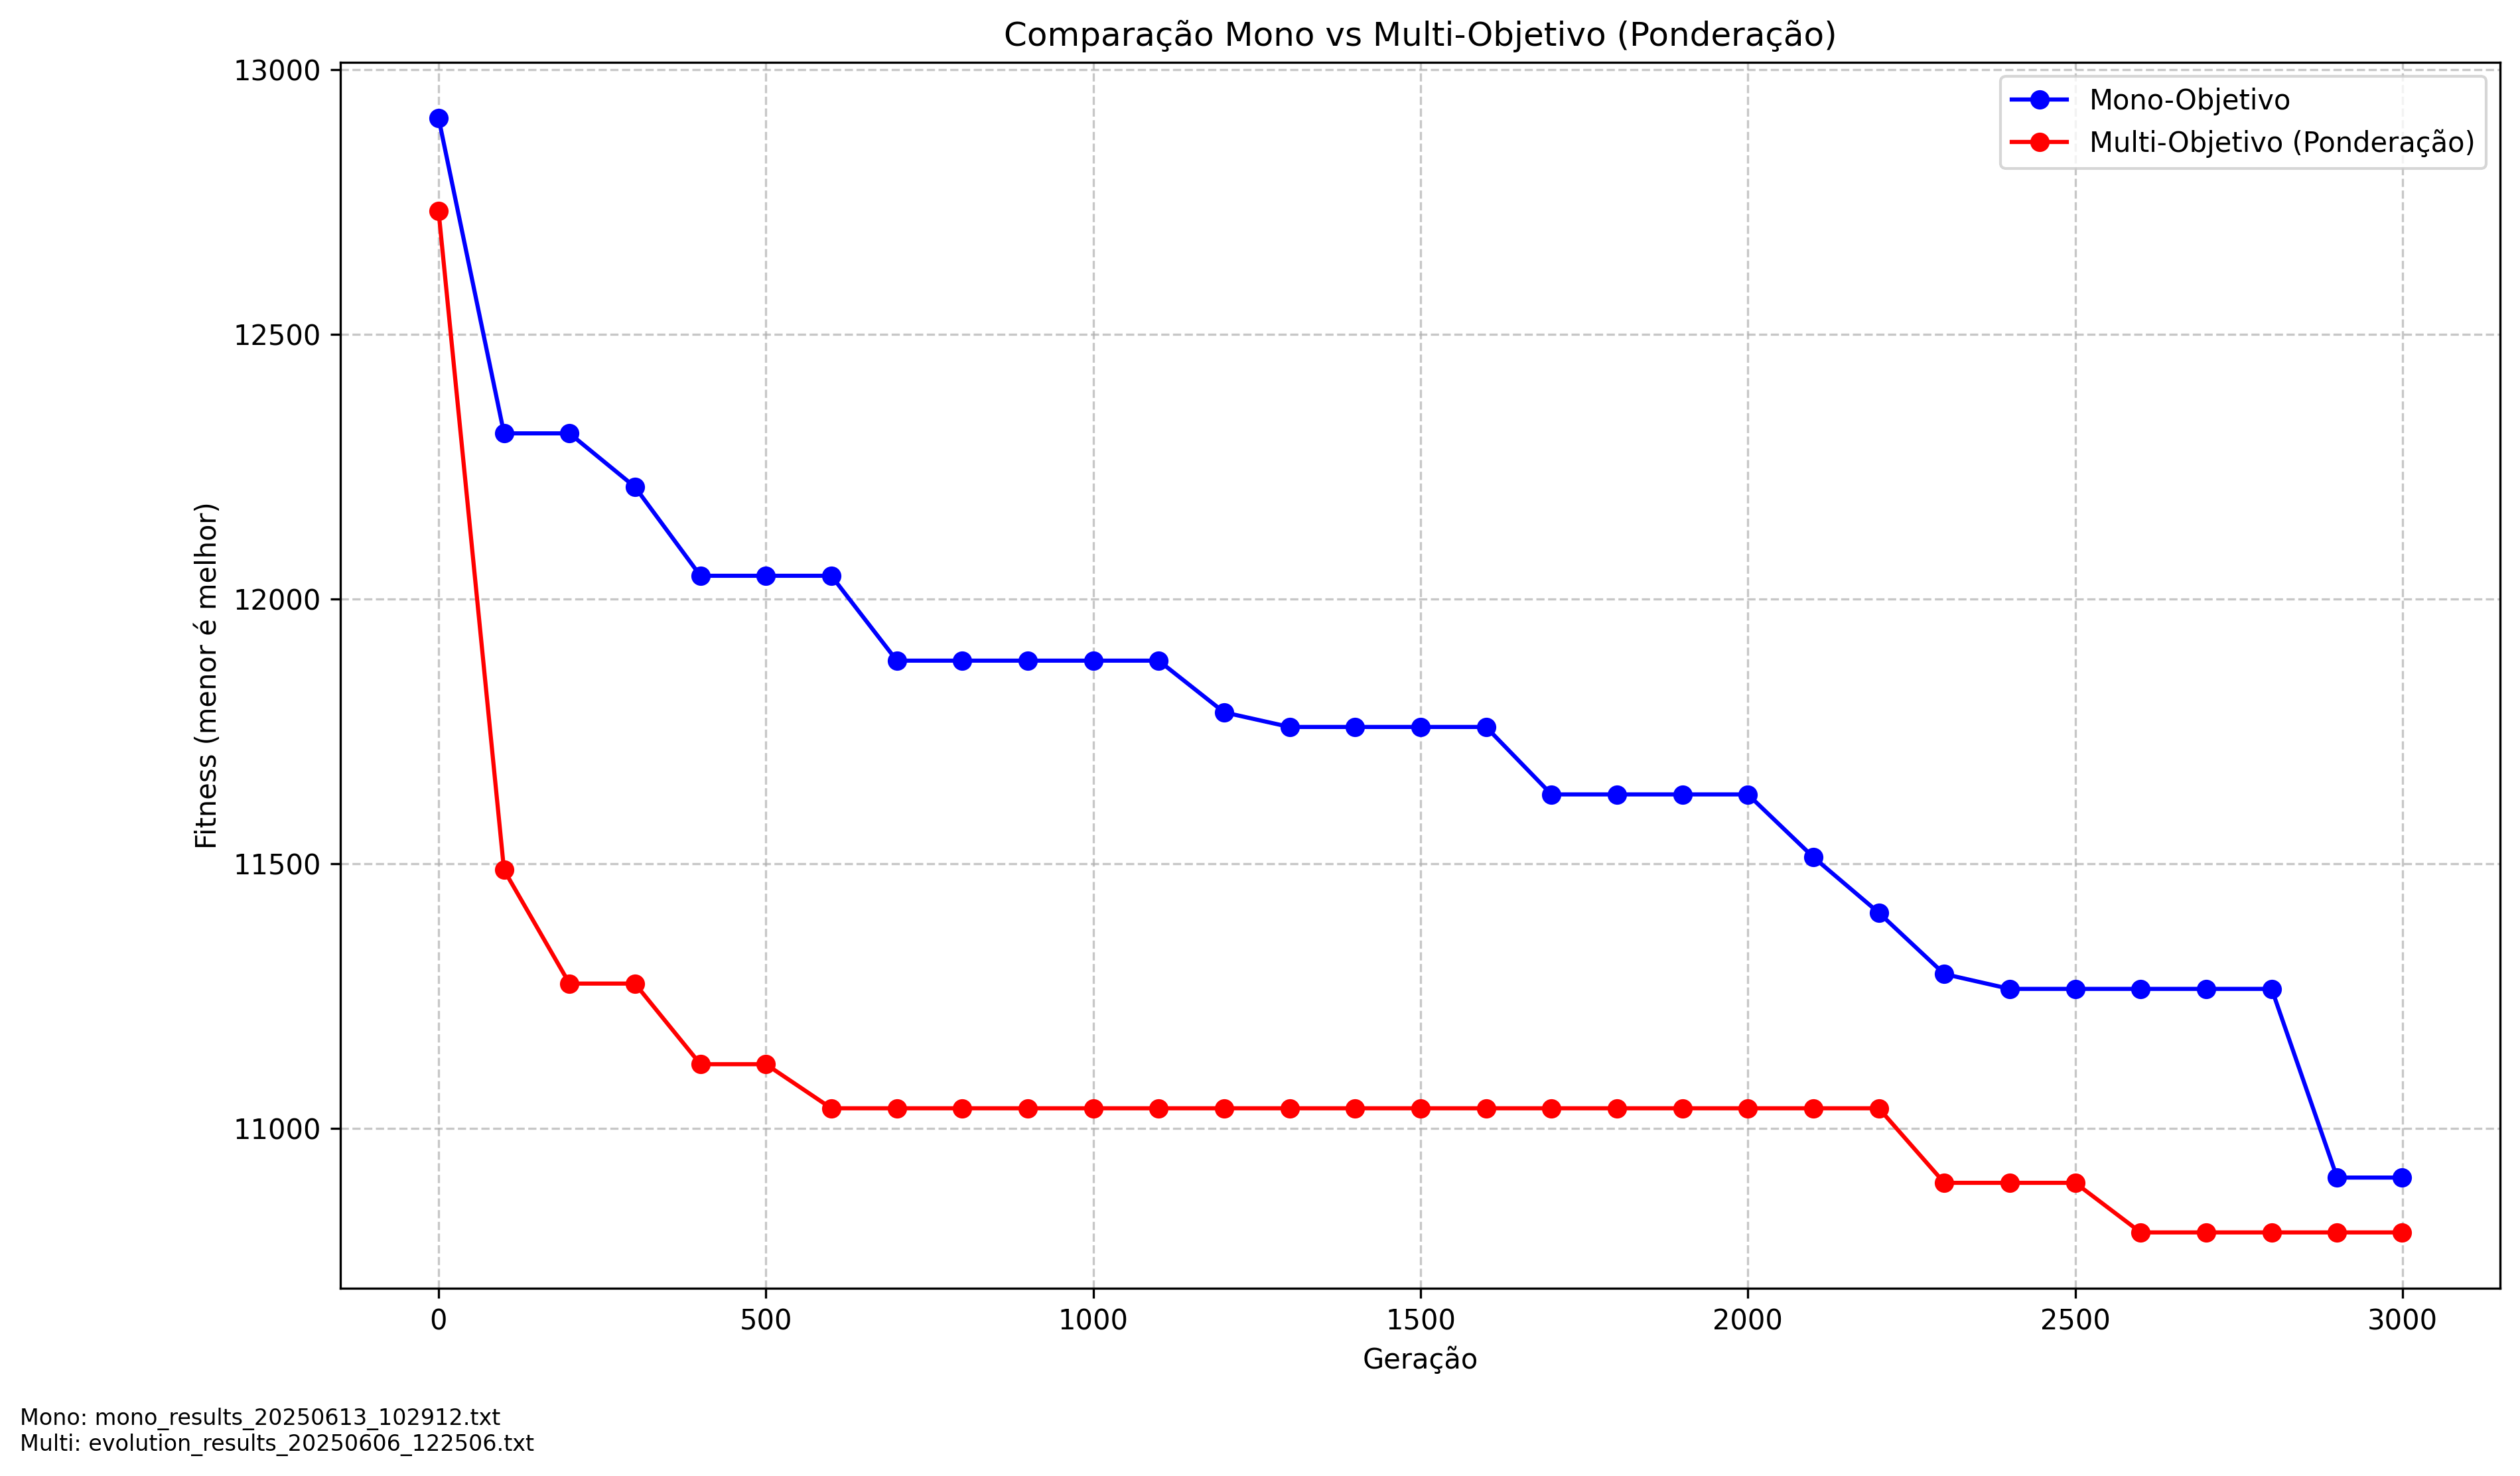 Comparação Mono vs Multi-Objetivo (Ponderação)
Mono-Objetivo
Multi-Objetivo (Ponderação)
Fitness (menor é melhor)
13000
12500
12000
11500
11000
0 500 1000 1500 2000 2500 3000
Geração
Mono: mono_results_20250613_102912.txt
Multi: evolution_results_20250606_122506.txt